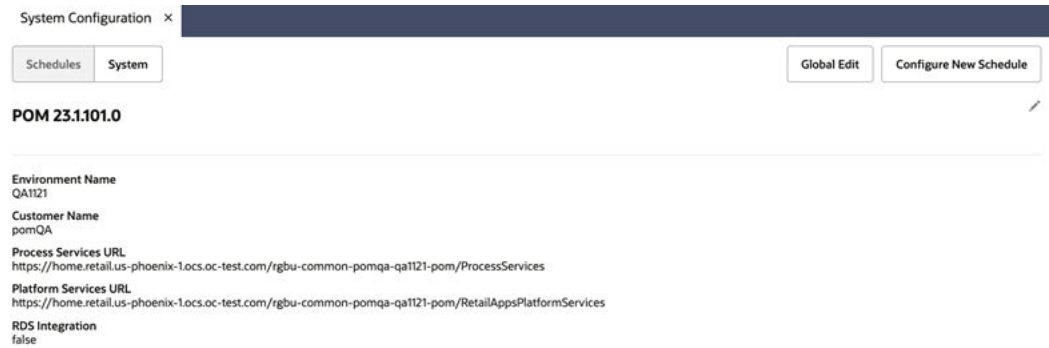 System Configuration ×
Schedules System Global Edit Configure New Schedule
POM 23.1.101.0
Environment Name
QA1121
Customer Name
pomQA
Process Services URL
https://home.retail.us-phoenix-1.ocs.oc-test.com/rgbu-common-pomqa-qa1121-pom/ProcessServices
Platform Services URL
https://home.retail.us-phoenix-1.ocs.oc-test.com/rgbu-common-pomqa-qa1121-pom/RetailAppsPlatformServices
RDS Integration
false